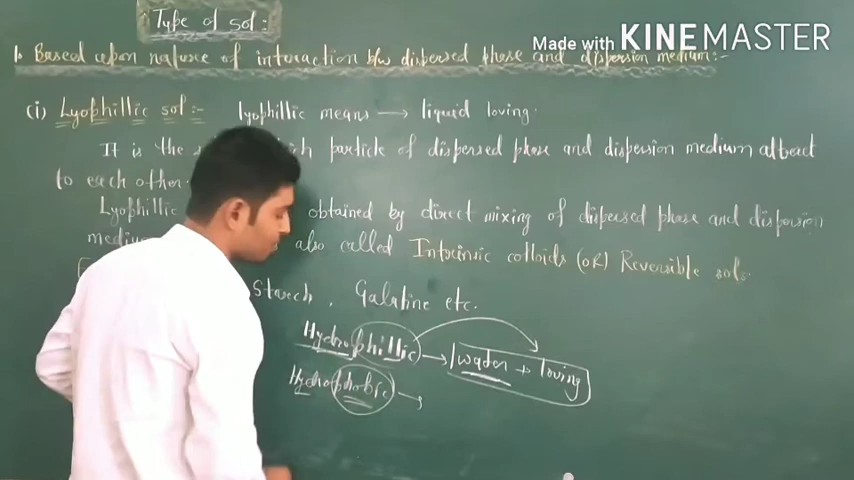 Type of sol:-
Made with KINEMASTER
1. Based upon nature of interaction b/w dispersed phase and dispersion medium:-
(i) Lyophillic sol:- lyophillic means → liquid loving.
It is the particle of dispersed phase and dispersion medium attract
to each other.
Lyophillic obtained by direct mixing of dispersed phase and dispersion
also called Intrinsic colloids (OR) Reversible sols.
Starch, Galatine etc.
Hydrophillic → water → loving
Hydrophobic →